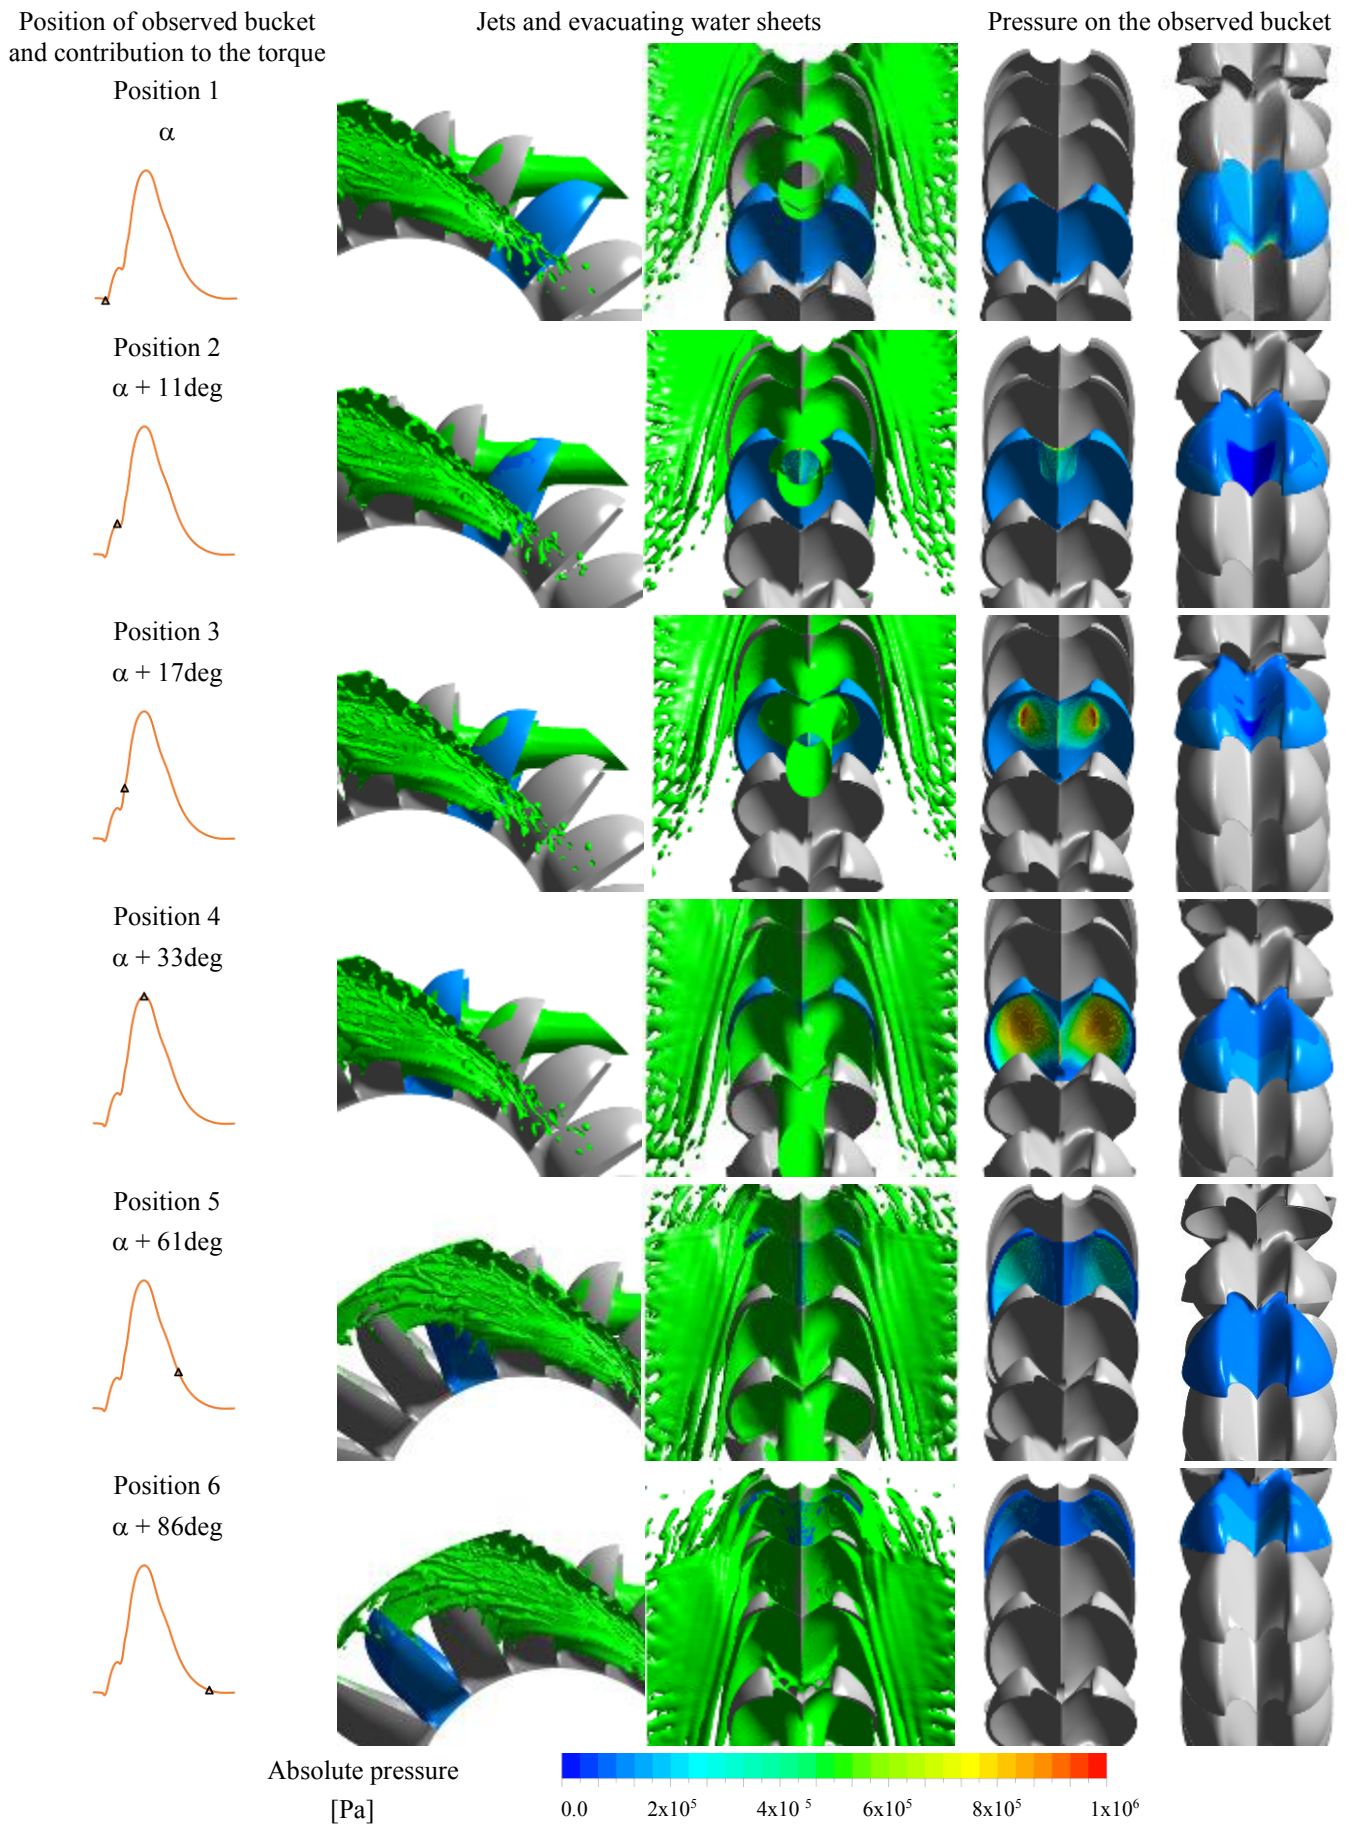 Position of observed bucket
and contribution to the torque
Jets and evacuating water sheets
Pressure on the observed bucket
Position 1
α
Position 2
α + 11deg
Position 3
α + 17deg
Position 4
α + 33deg
Position 5
α + 61deg
Position 6
α + 86deg
Absolute pressure
[Pa]
0.0 2x10⁵ 4x10 ⁵ 6x10⁵ 8x10⁵ 1x10⁶